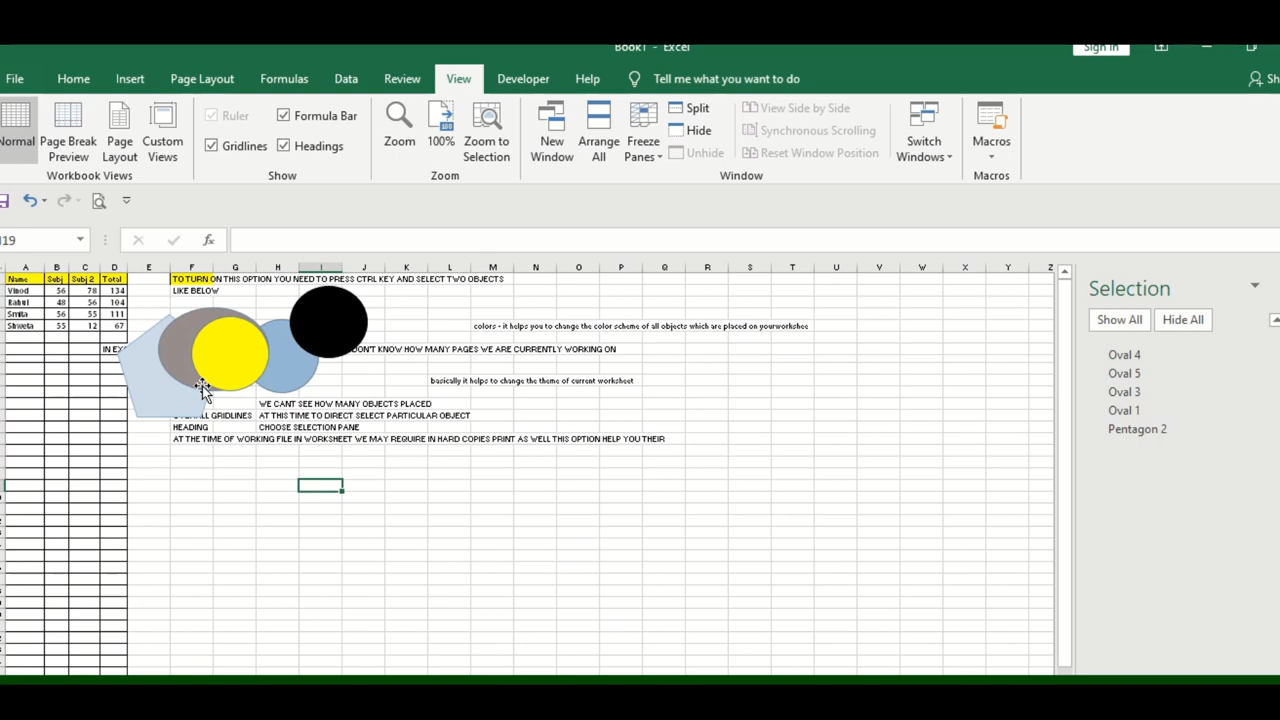 Book1 - Excel
Sign in
File Home Insert Page Layout Formulas Data Review View Developer Help Tell me what you want to do Sh
Normal Page Break Preview Page Layout Custom Views
Workbook Views
Ruler Formula Bar
Gridlines Headings
Show
Zoom 100% Zoom to Selection
Zoom
New Window Arrange All Freeze Panes
Split
Hide
Unhide
View Side by Side
Synchronous Scrolling
Reset Window Position
Switch Windows
Window
Macros
Macros
I19 fx
A B C D E F G H I J K L M N O P Q R S T U V W X Y Z
Name Subj Subj 2 Total TO TURN ON THIS OPTION YOU NEED TO PRESS CTRL KEY AND SELECT TWO OBJECTS
Vinod 56 78 134 LIKE BELOW
Rahul 48 56 104
Smita 56 55 111
Shweta 55 12 67 colors - it helps you to change the color scheme of all objects which are placed on yourworkshee
DON'T KNOW HOW MANY PAGES WE ARE CURRENTLY WORKING ON
basically it helps to change the theme of current worksheet
WE CANT SEE HOW MANY OBJECTS PLACED
GRIDLINES AT THIS TIME TO DIRECT SELECT PARTICULAR OBJECT
HEADING CHOOSE SELECTION PANE
AT THE TIME OF WORKING FILE IN WORKSHEET WE MAY REQUIRE IN HARD COPIES PRINT AS WELL THIS OPTION HELP YOU THEIR
Selection
Show All Hide All
Oval 4
Oval 5
Oval 3
Oval 1
Pentagon 2